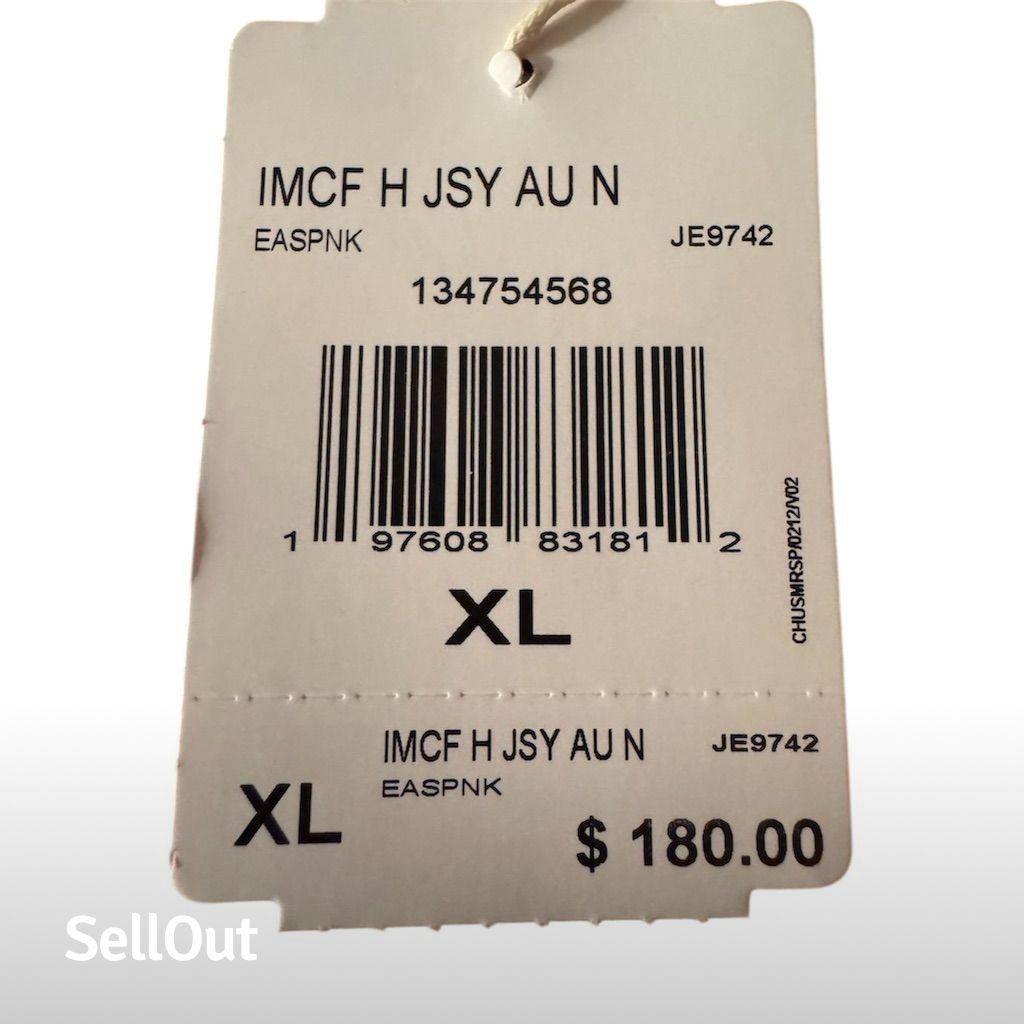 IMCF H JSY AU N
EASPNK JE9742
134754568
1 97608 83181 2
CHUSMRSP/0212/V02
XL
IMCF H JSY AU N JE9742
EASPNK
XL
$ 180.00
SellOut